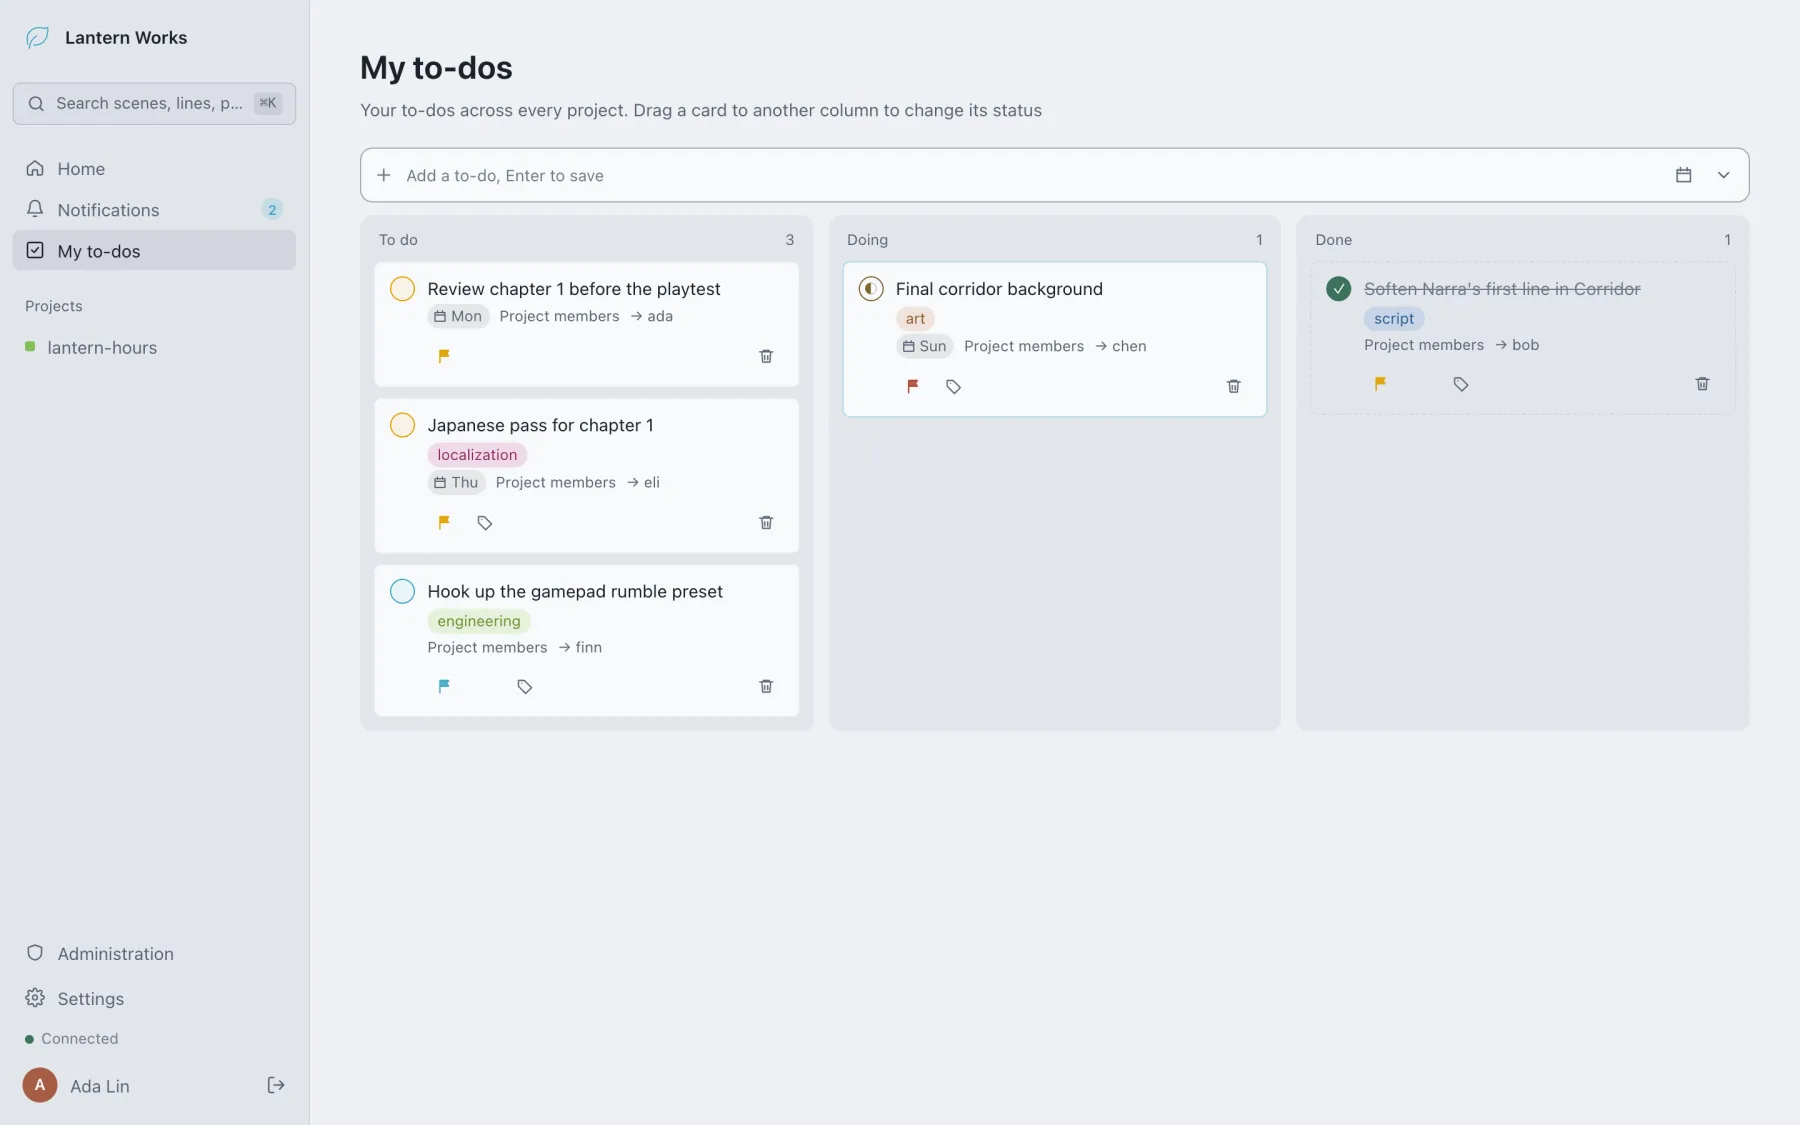 Lantern Works
Search scenes, lines, p... ⌘K
Home
Notifications 2
My to-dos
Projects
lantern-hours
Administration
Settings
Connected
A Ada Lin
My to-dos
Your to-dos across every project. Drag a card to another column to change its status
Add a to-do, Enter to save
To do 3
Review chapter 1 before the playtest
Mon Project members → ada
Japanese pass for chapter 1
localization
Thu Project members → eli
Hook up the gamepad rumble preset
engineering
Project members → finn
Doing 1
Final corridor background
art
Sun Project members → chen
Done 1
Soften Narra's first line in Corridor
script
Project members → bob